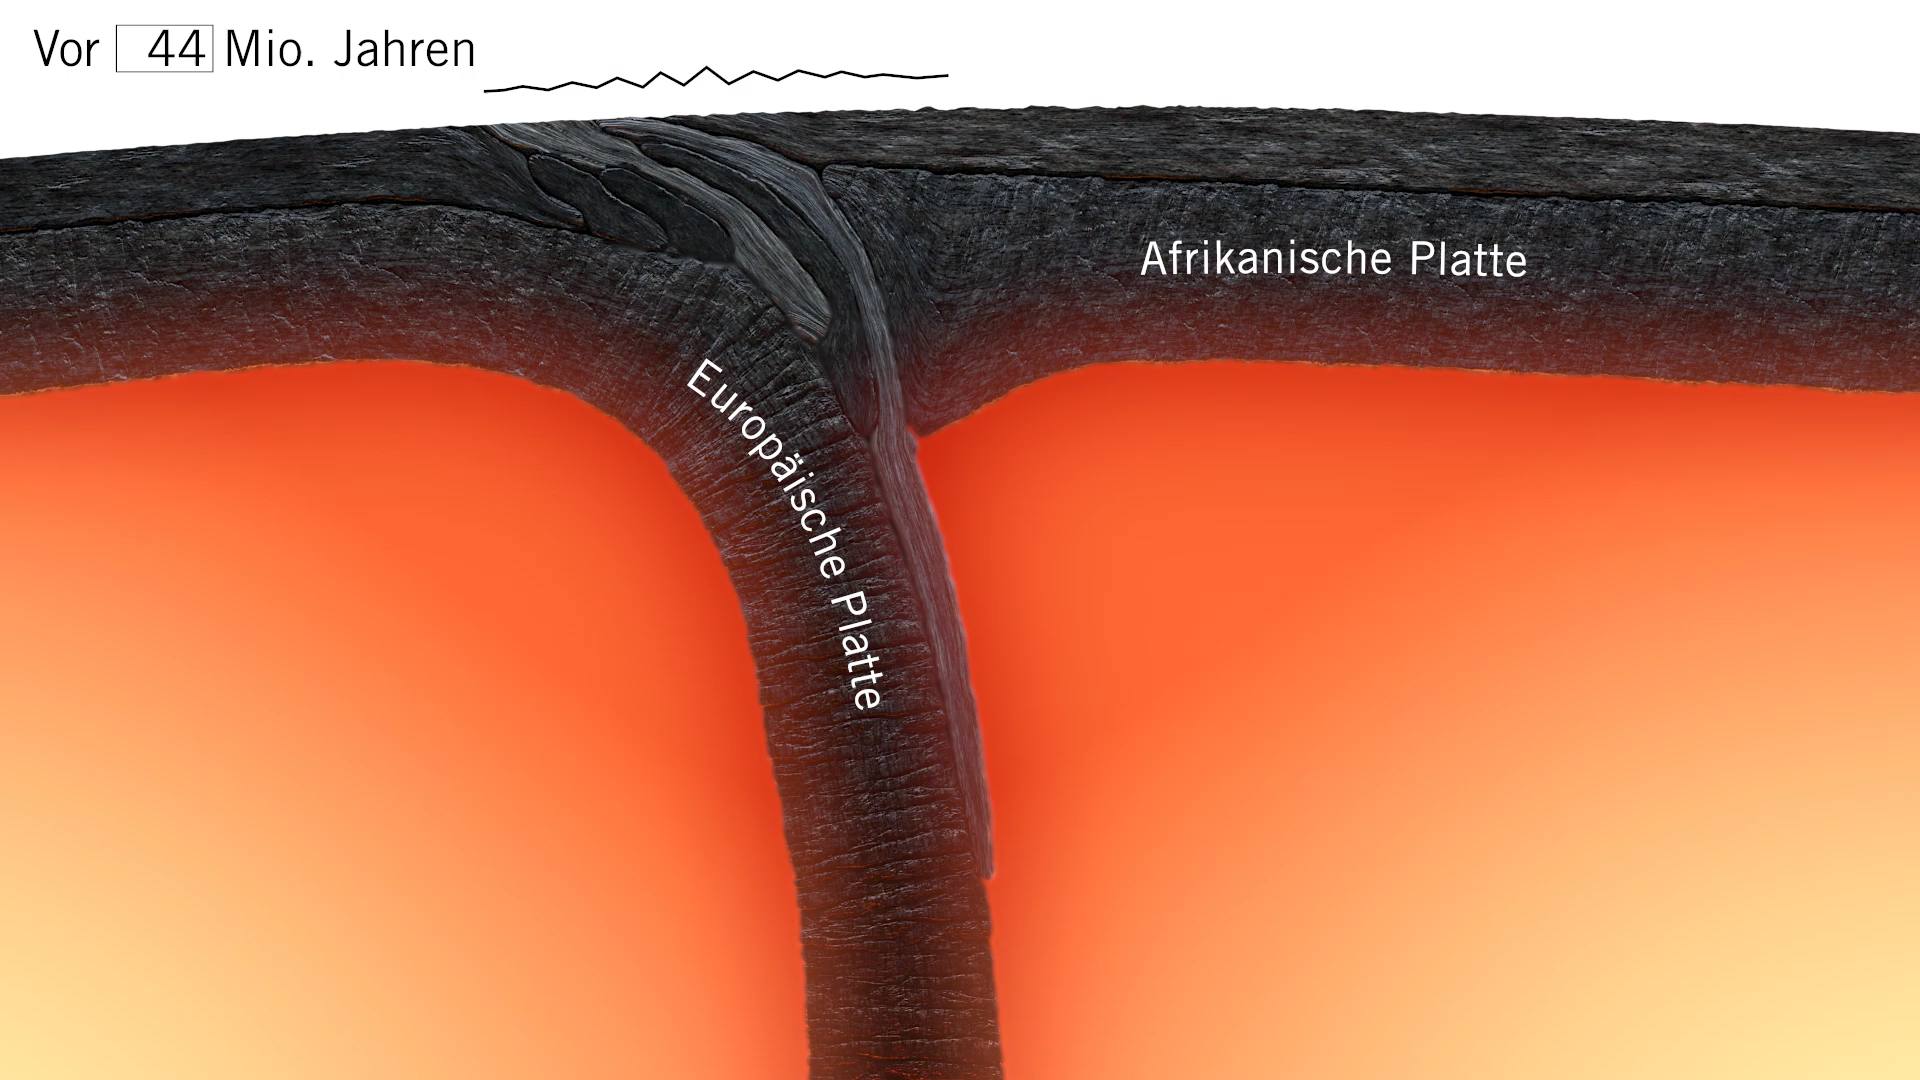 Vor 44 Mio. Jahren
Afrikanische Platte
Europäische Platte